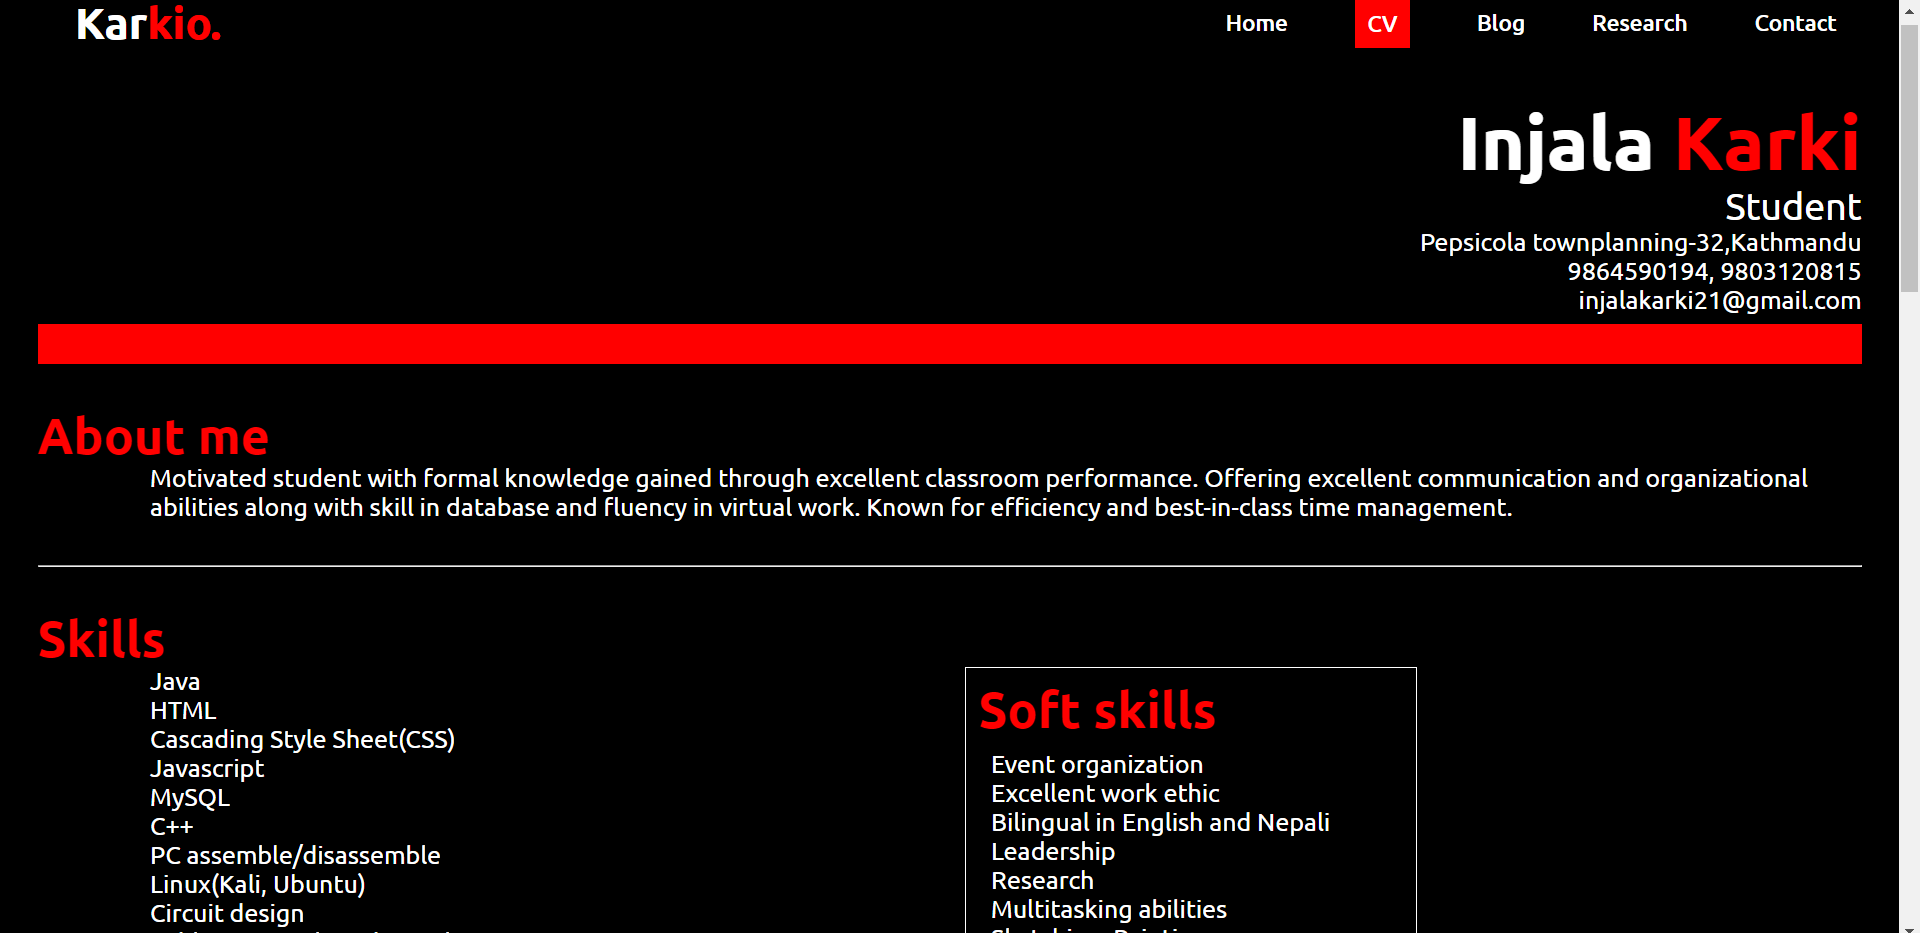 Karkio.
Home CV Blog Research Contact
Injala Karki
Student
Pepsicola townplanning-32,Kathmandu
9864590194, 9803120815
injalakarki21@gmail.com
About me
Motivated student with formal knowledge gained through excellent classroom performance. Offering excellent communication and organizational
abilities along with skill in database and fluency in virtual work. Known for efficiency and best-in-class time management.
Skills
Java
HTML
Cascading Style Sheet(CSS)
Javascript
MySQL
C++
PC assemble/disassemble
Linux(Kali, Ubuntu)
Circuit design
Soft skills
Event organization
Excellent work ethic
Bilingual in English and Nepali
Leadership
Research
Multitasking abilities